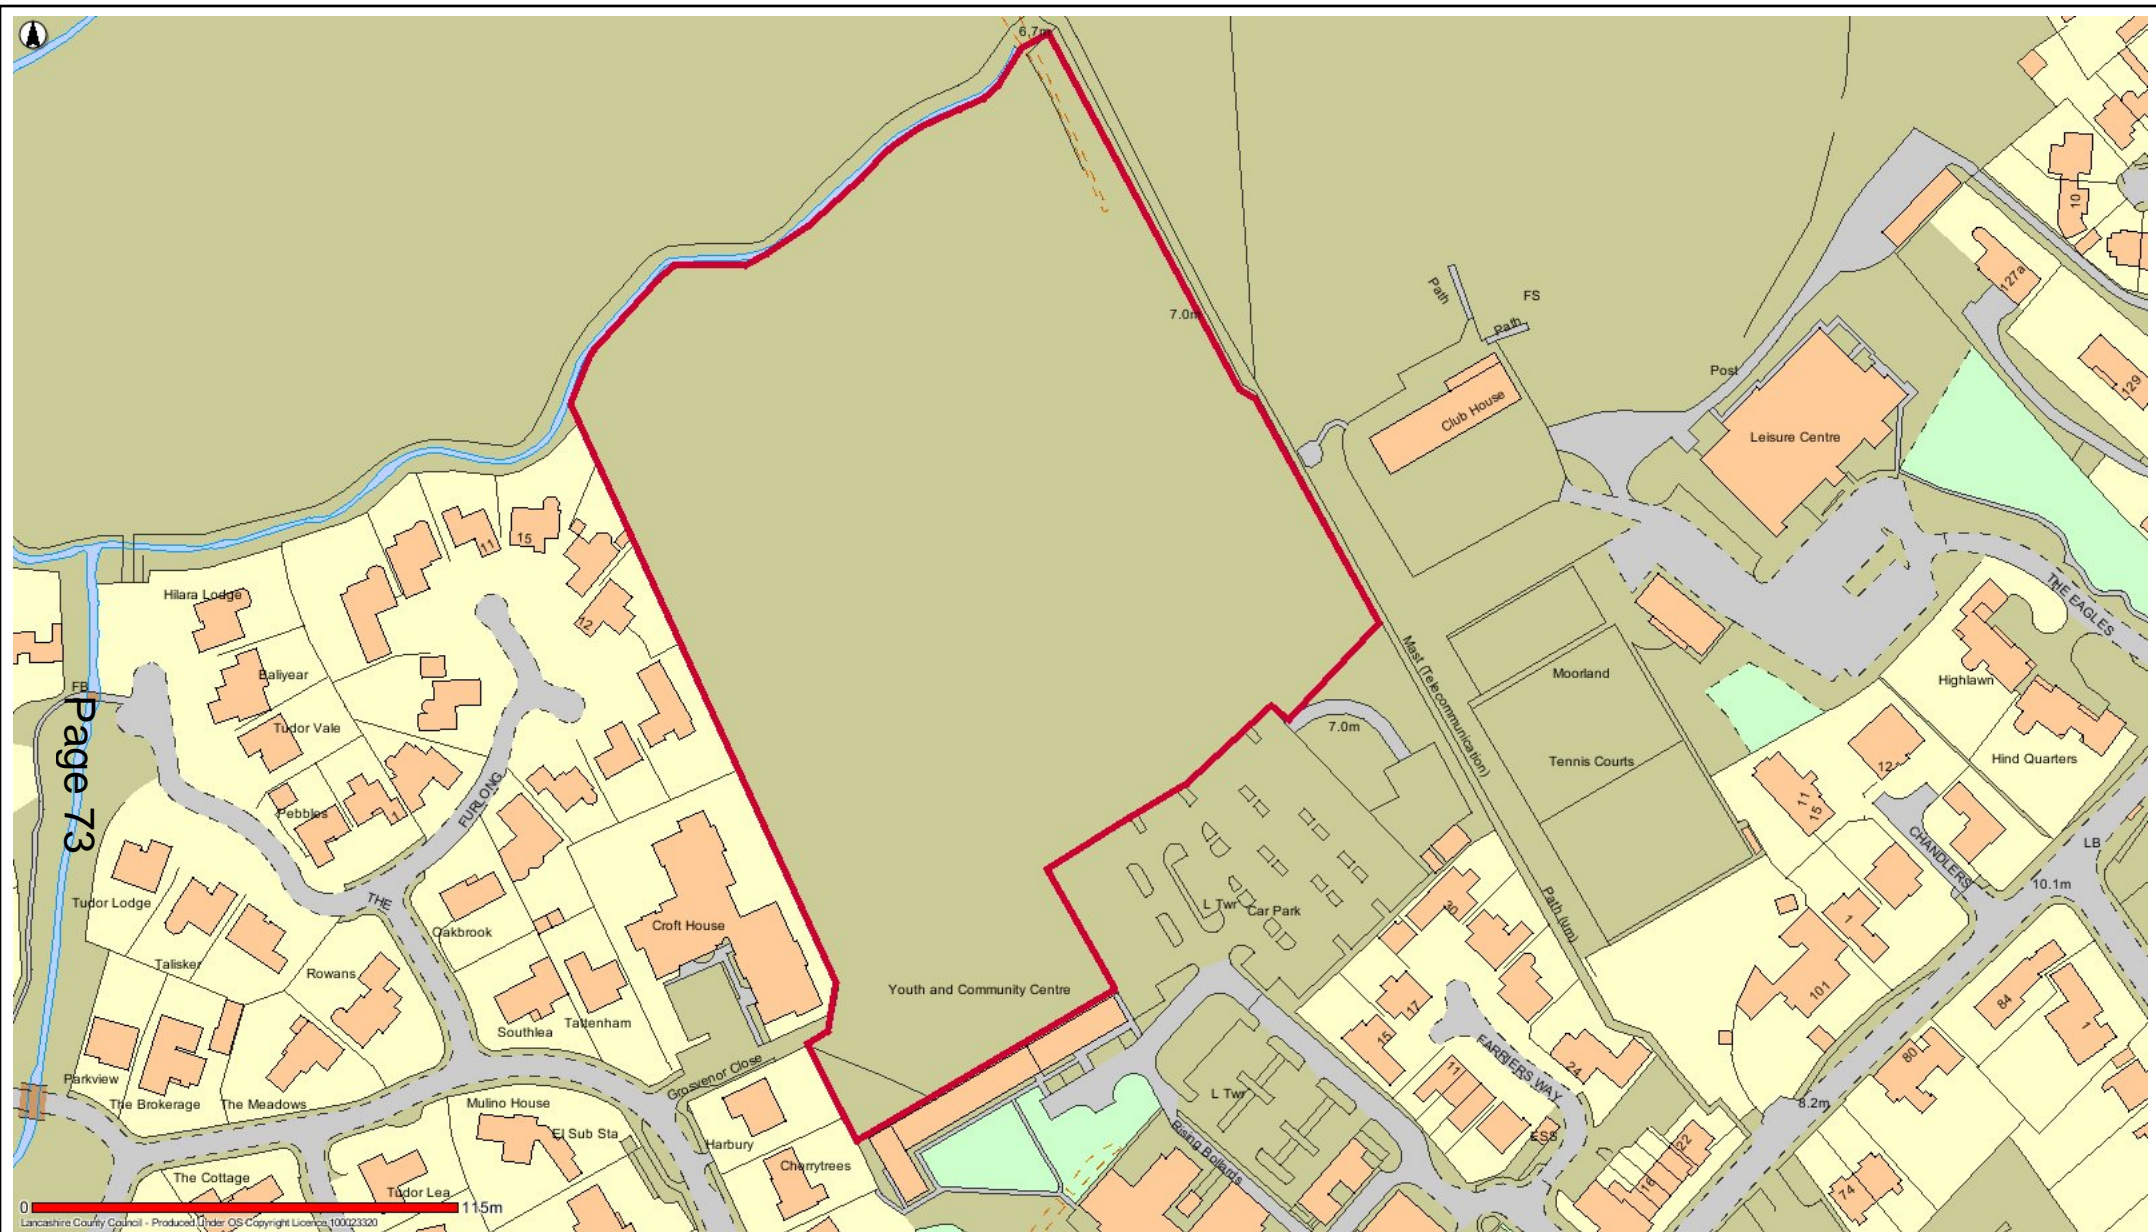 6.7m
10
127a
129
FS
Path
Path
7.0m
Post
Club House
Leisure Centre
11
15
Hilara Lodge
12
THE EAGLES
Mast (Telecommunication)
Moorland
Highlawn
FB
Ballyear
Tudor Vale
7.0m
Tennis Courts
Hind Quarters
12
Page 73
Pebbles
1
FURLONG
11
15
CHANDLERS
LB
10.1m
Tudor Lodge
THE
Oakbrook
Croft House
L Twr
Car Park
30
Path (um)
1
Talisker
Rowans
Youth and Community Centre
17
15
101
84
1
Southlea
Tattenham
FARRIERS WAY
24
80
11
Parkview
Grosvenor Close
The Brokerage
The Meadows
Mulino House
L Twr
8.2m
El Sub Sta
Harbury
ESS
22
Rising Bollards
Cherrytrees
The Cottage
Tudor Lea
16
74
0
115m
Lancashire County Council - Produced Under OS Copyright Licence 100023320